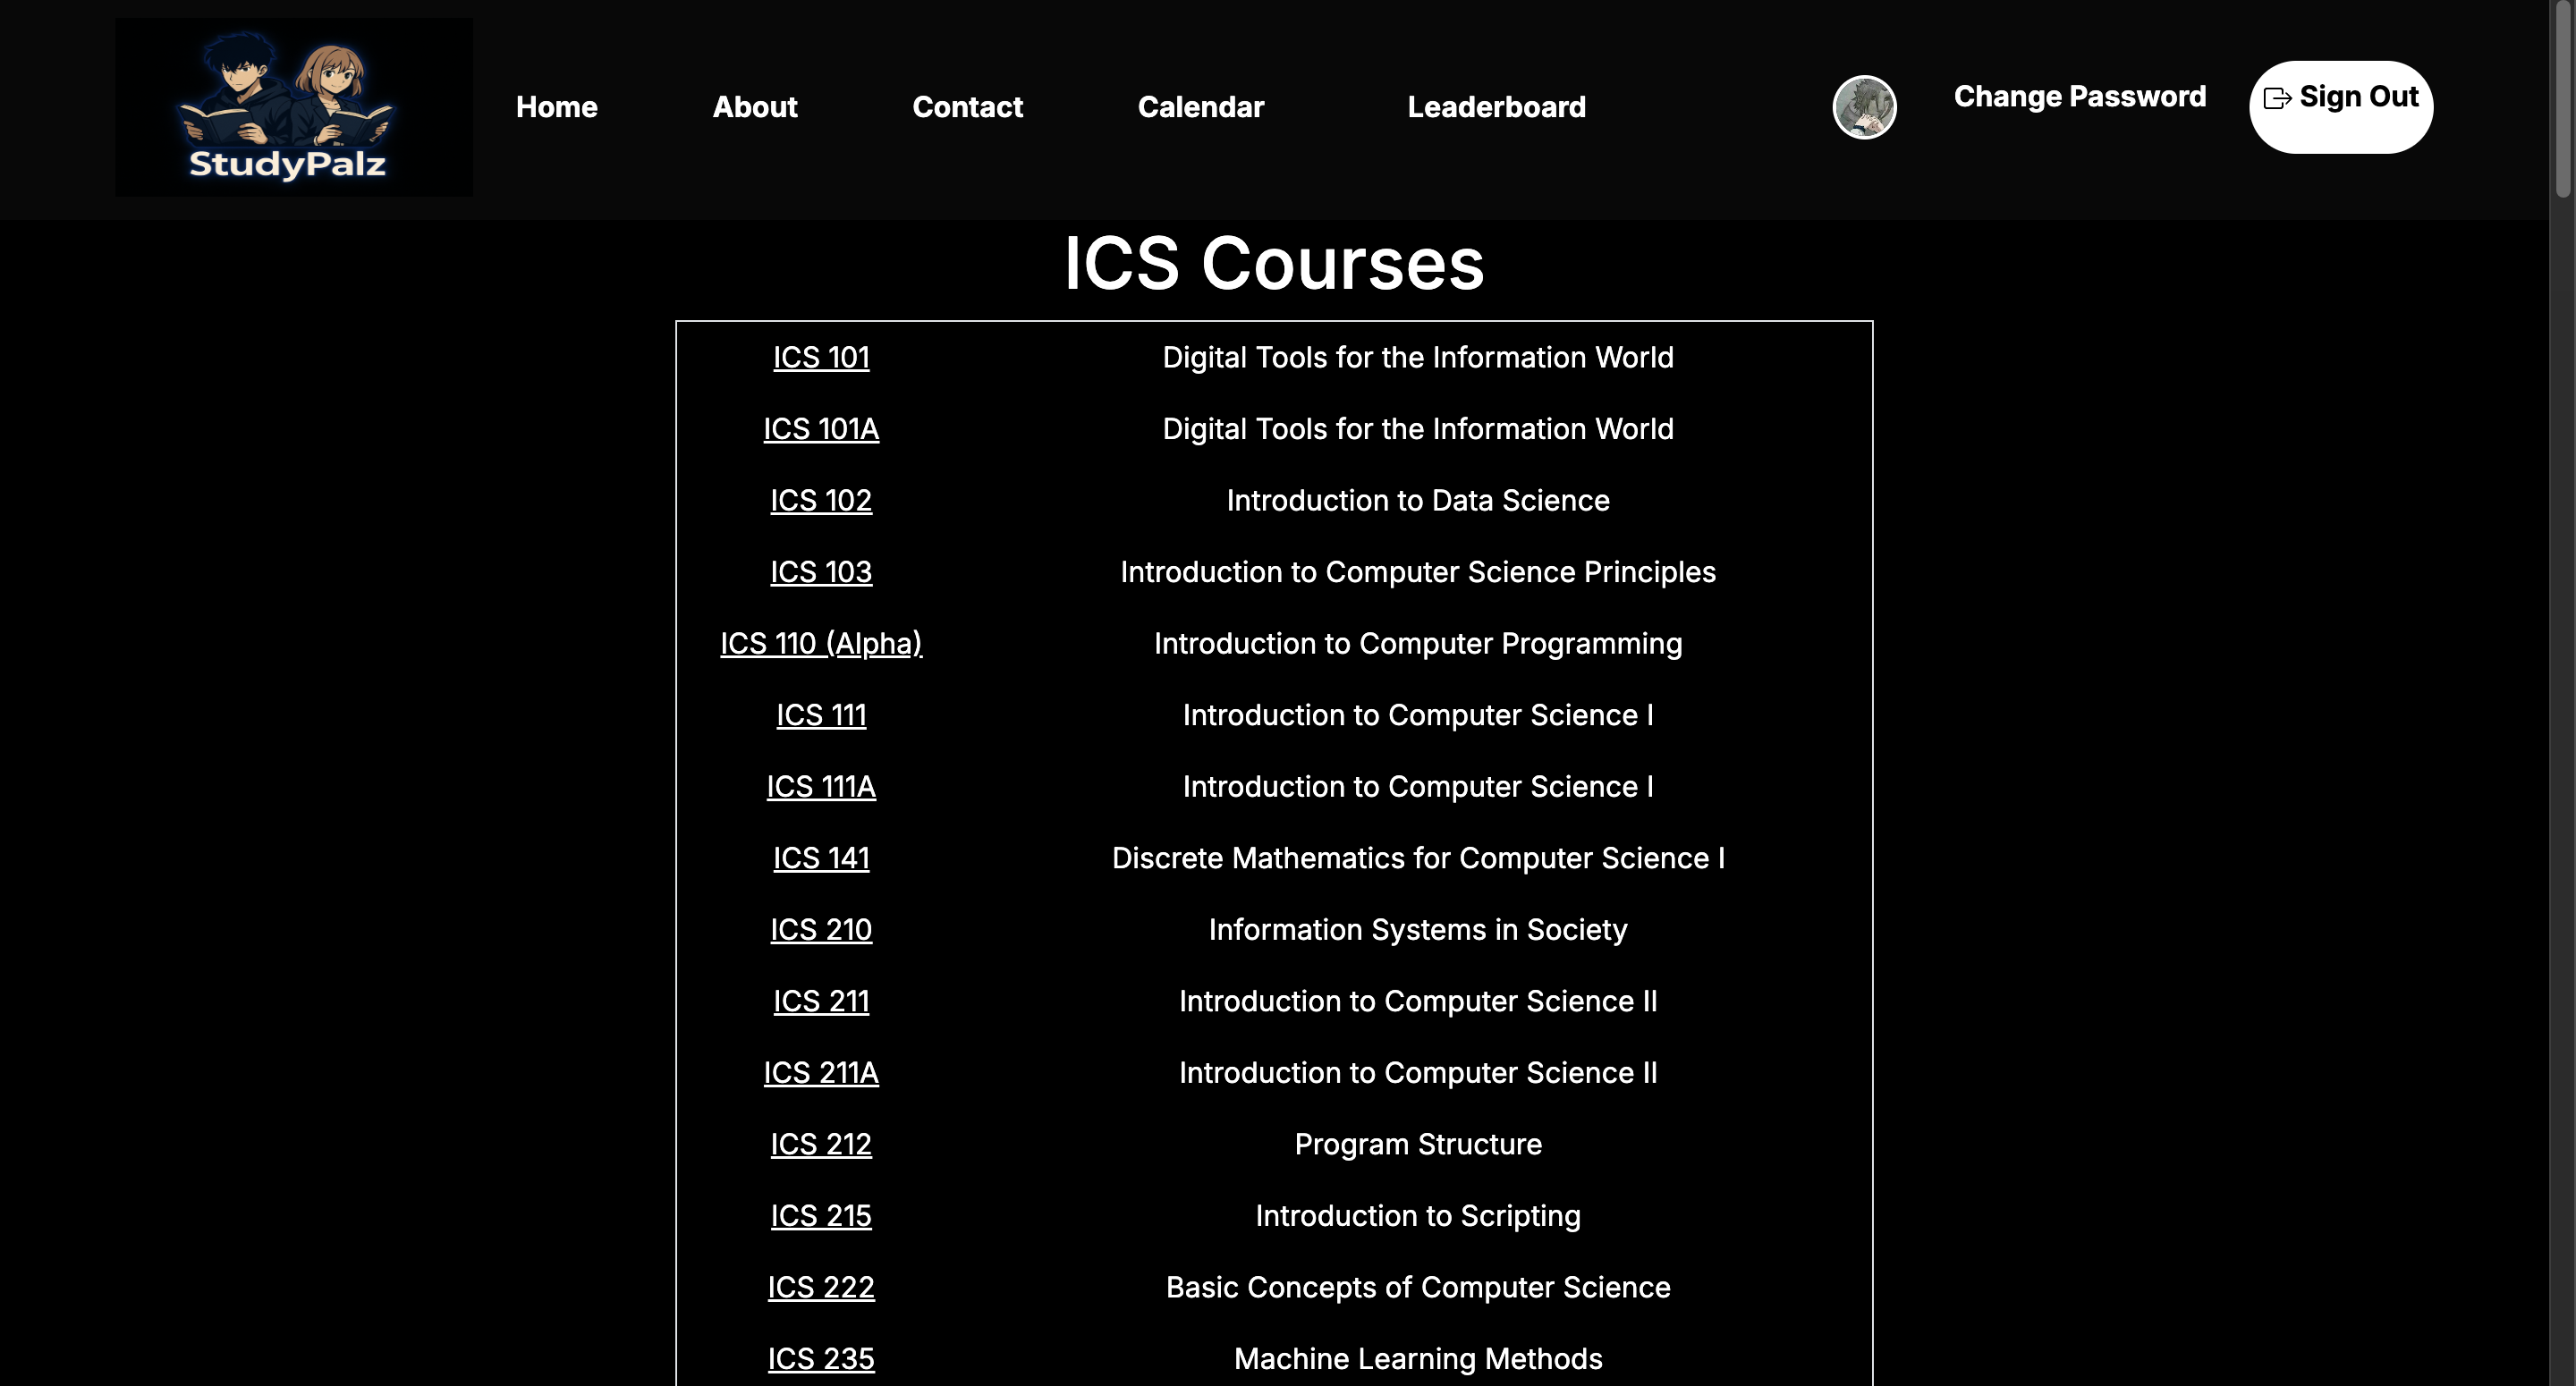 StudyPalz
Home About Contact Calendar Leaderboard Change Password Sign Out
ICS Courses
ICS 101 Digital Tools for the Information World
ICS 101A Digital Tools for the Information World
ICS 102 Introduction to Data Science
ICS 103 Introduction to Computer Science Principles
ICS 110 (Alpha) Introduction to Computer Programming
ICS 111 Introduction to Computer Science I
ICS 111A Introduction to Computer Science I
ICS 141 Discrete Mathematics for Computer Science I
ICS 210 Information Systems in Society
ICS 211 Introduction to Computer Science II
ICS 211A Introduction to Computer Science II
ICS 212 Program Structure
ICS 215 Introduction to Scripting
ICS 222 Basic Concepts of Computer Science
ICS 235 Machine Learning Methods